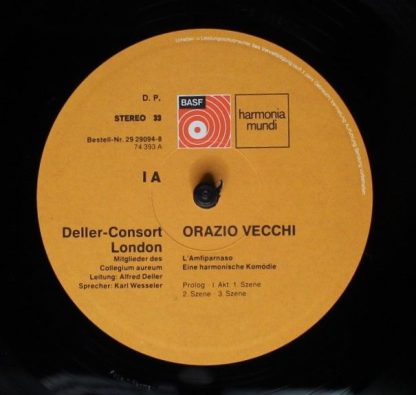 D. P.
STEREO 33
BASF
harmonia
mundi
Bestell-Nr. 29 29094-8
74 393 A
I A
Deller-Consort
London
Mitglieder des
Collegium aureum
Leitung: Alfred Deller
Sprecher: Karl Wesseler
ORAZIO VECCHI
L'Amfiparnaso
Eine harmonische Komödie
Prolog · I Akt 1. Szene
2. Szene · 3. Szene